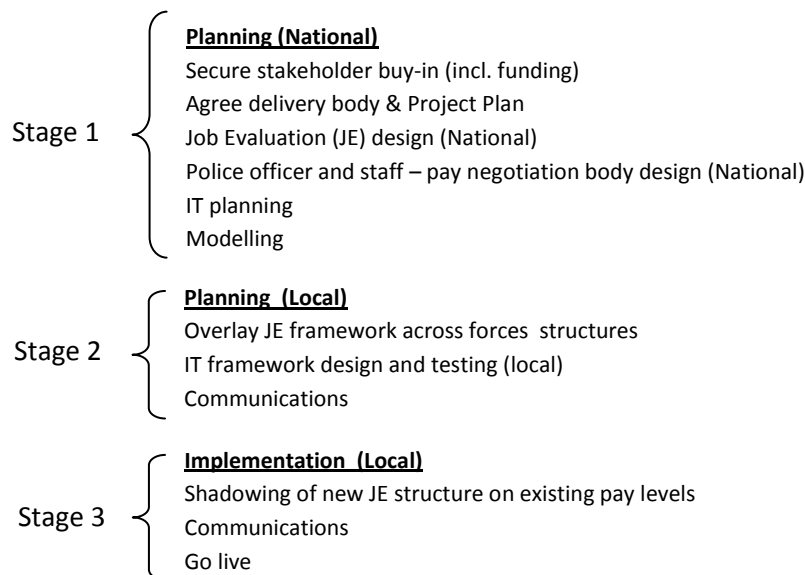 Stage 1
Planning (National)
Secure stakeholder buy-in (incl. funding)
Agree delivery body & Project Plan
Job Evaluation (JE) design (National)
Police officer and staff – pay negotiation body design (National)
IT planning
Modelling
Stage 2
Planning (Local)
Overlay JE framework across forces structures
IT framework design and testing (local)
Communications
Stage 3
Implementation (Local)
Shadowing of new JE structure on existing pay levels
Communications
Go live